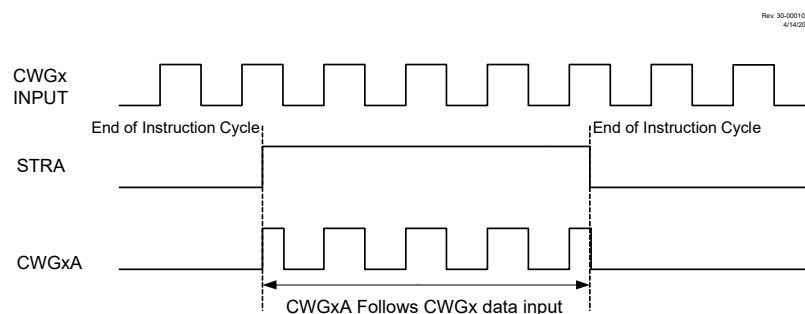 Rev. 30-00010
4/14/20
CWGx
INPUT
End of Instruction Cycle
End of Instruction Cycle
STRA
CWGxA
CWGxA Follows CWGx data input